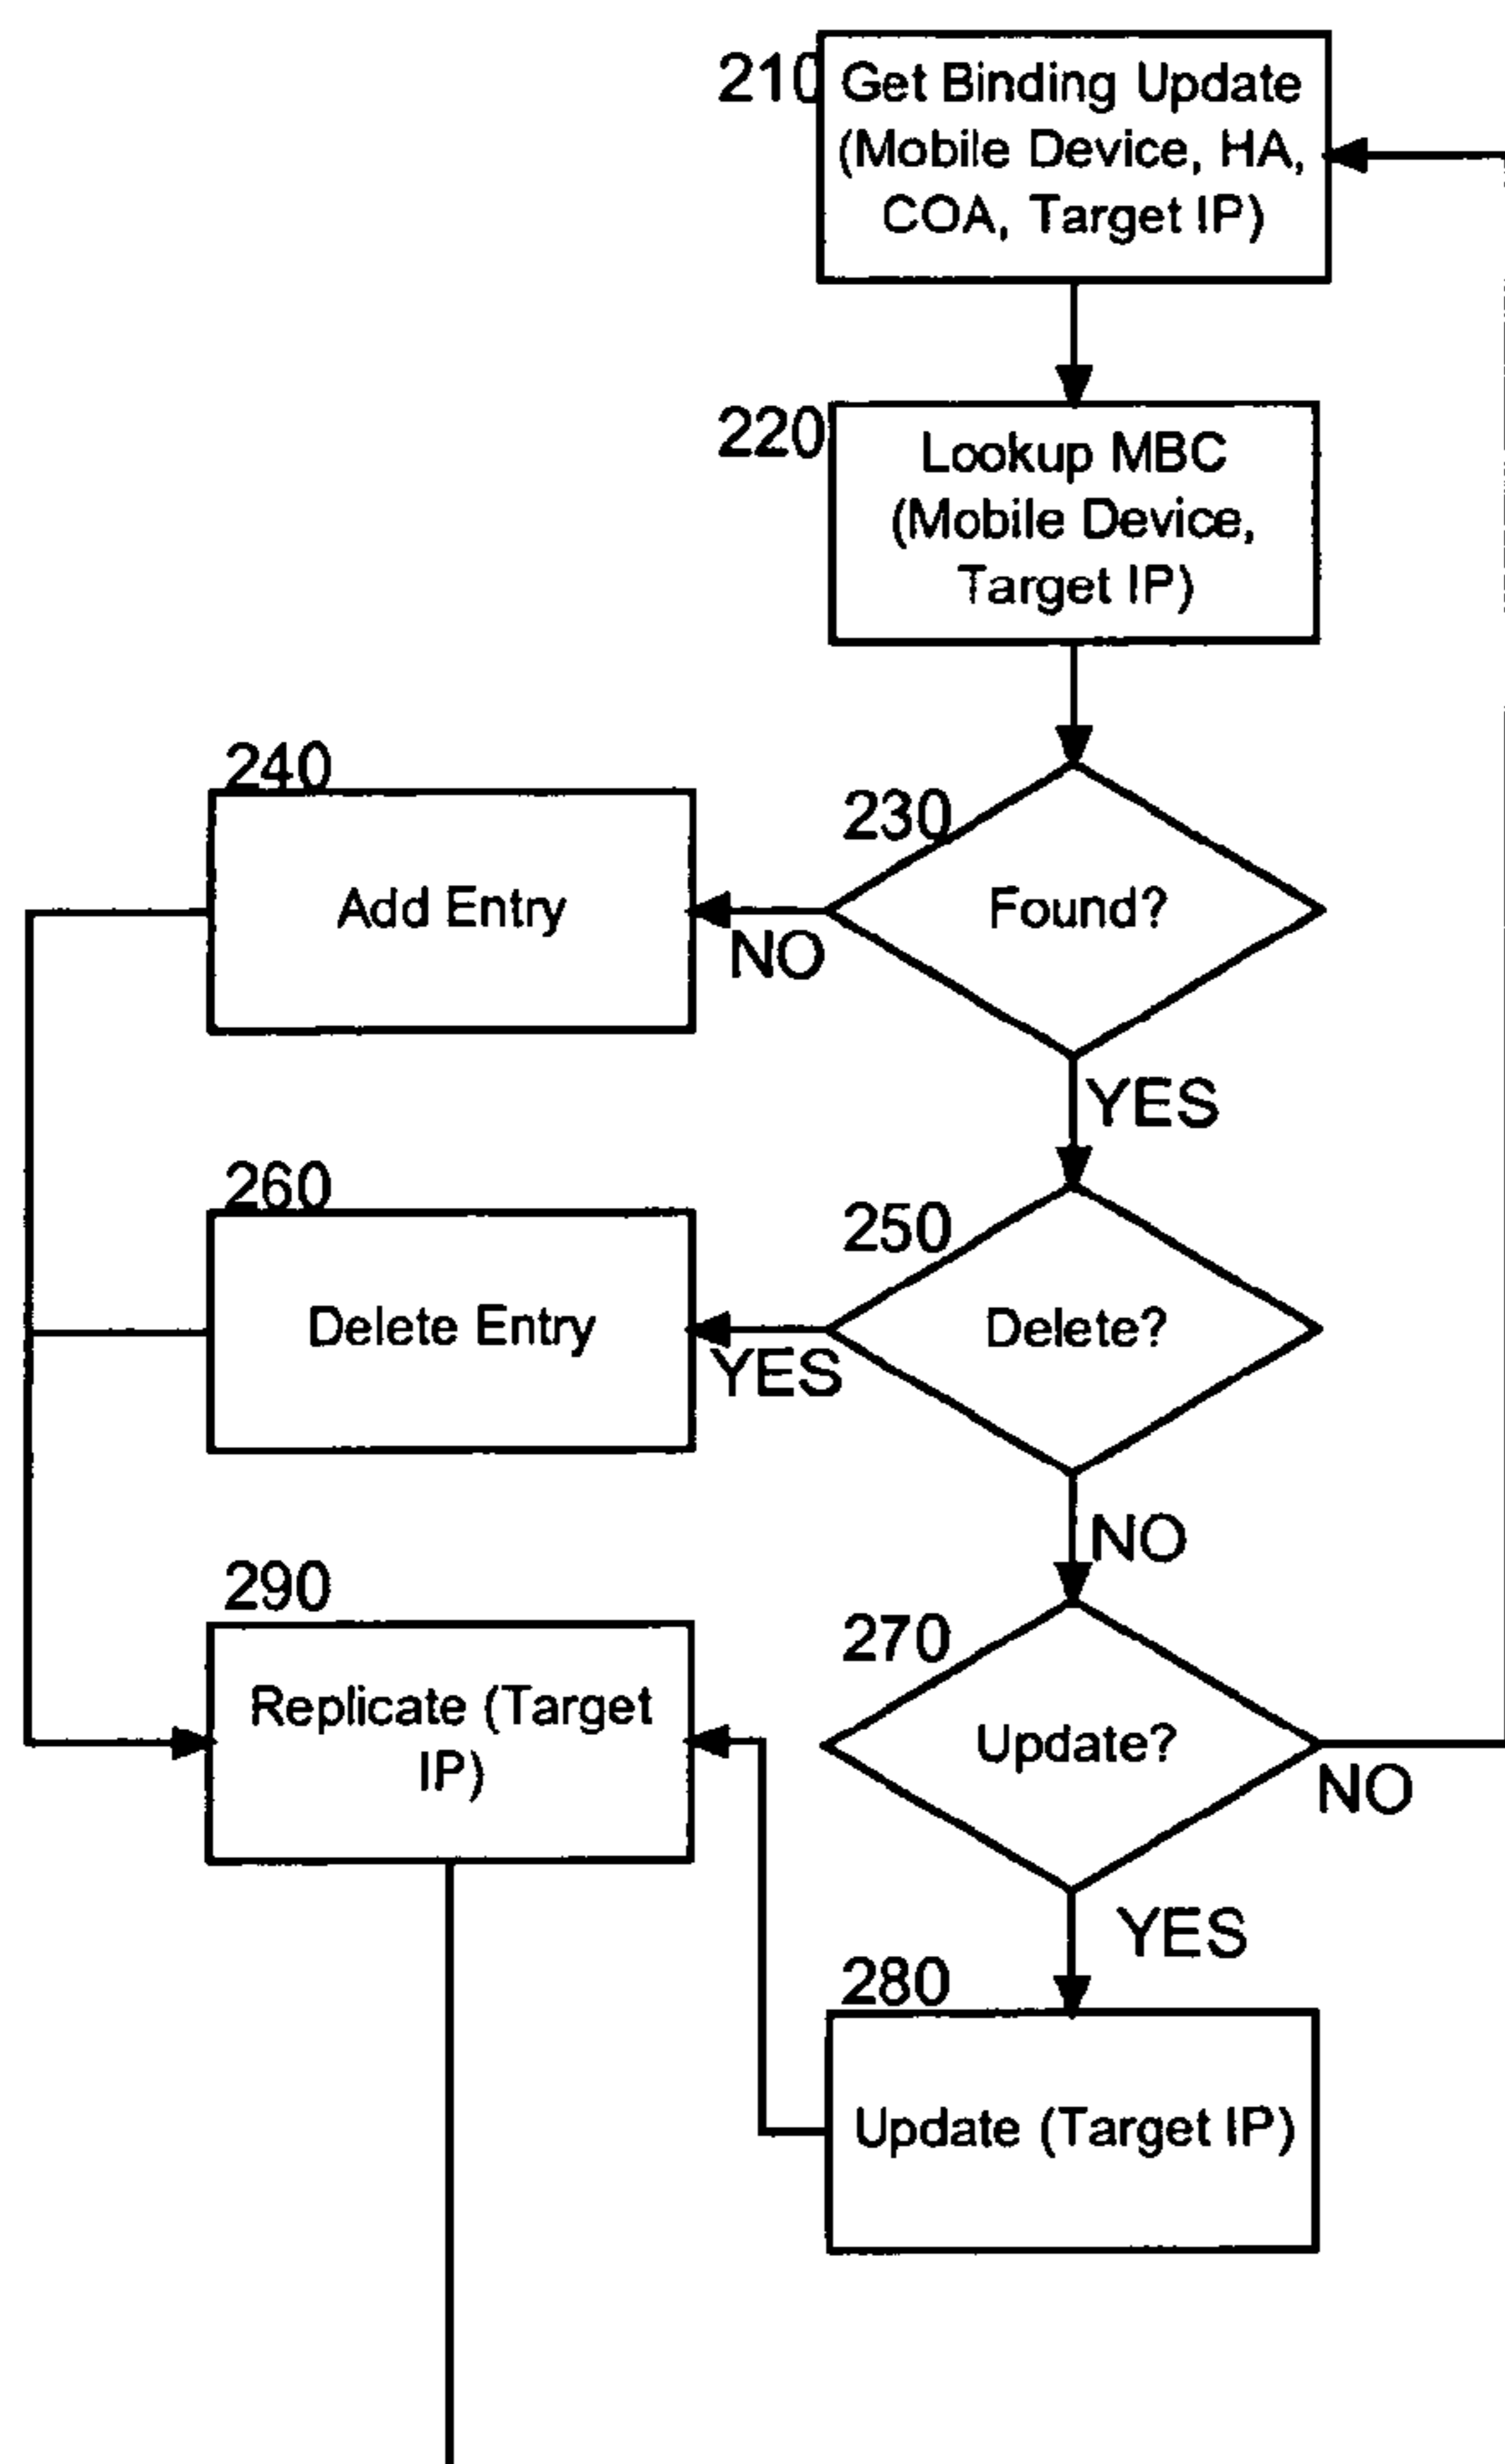 210
Get Binding Update
(Mobile Device, HA,
COA, Target IP)
220
Lookup MBC
(Mobile Device,
Target IP)
240
230
Add Entry
Found?
NO
YES
260
250
Delete Entry
Delete?
YES
NO
290
270
Replicate (Target
IP)
Update?
NO
YES
280
Update (Target IP)